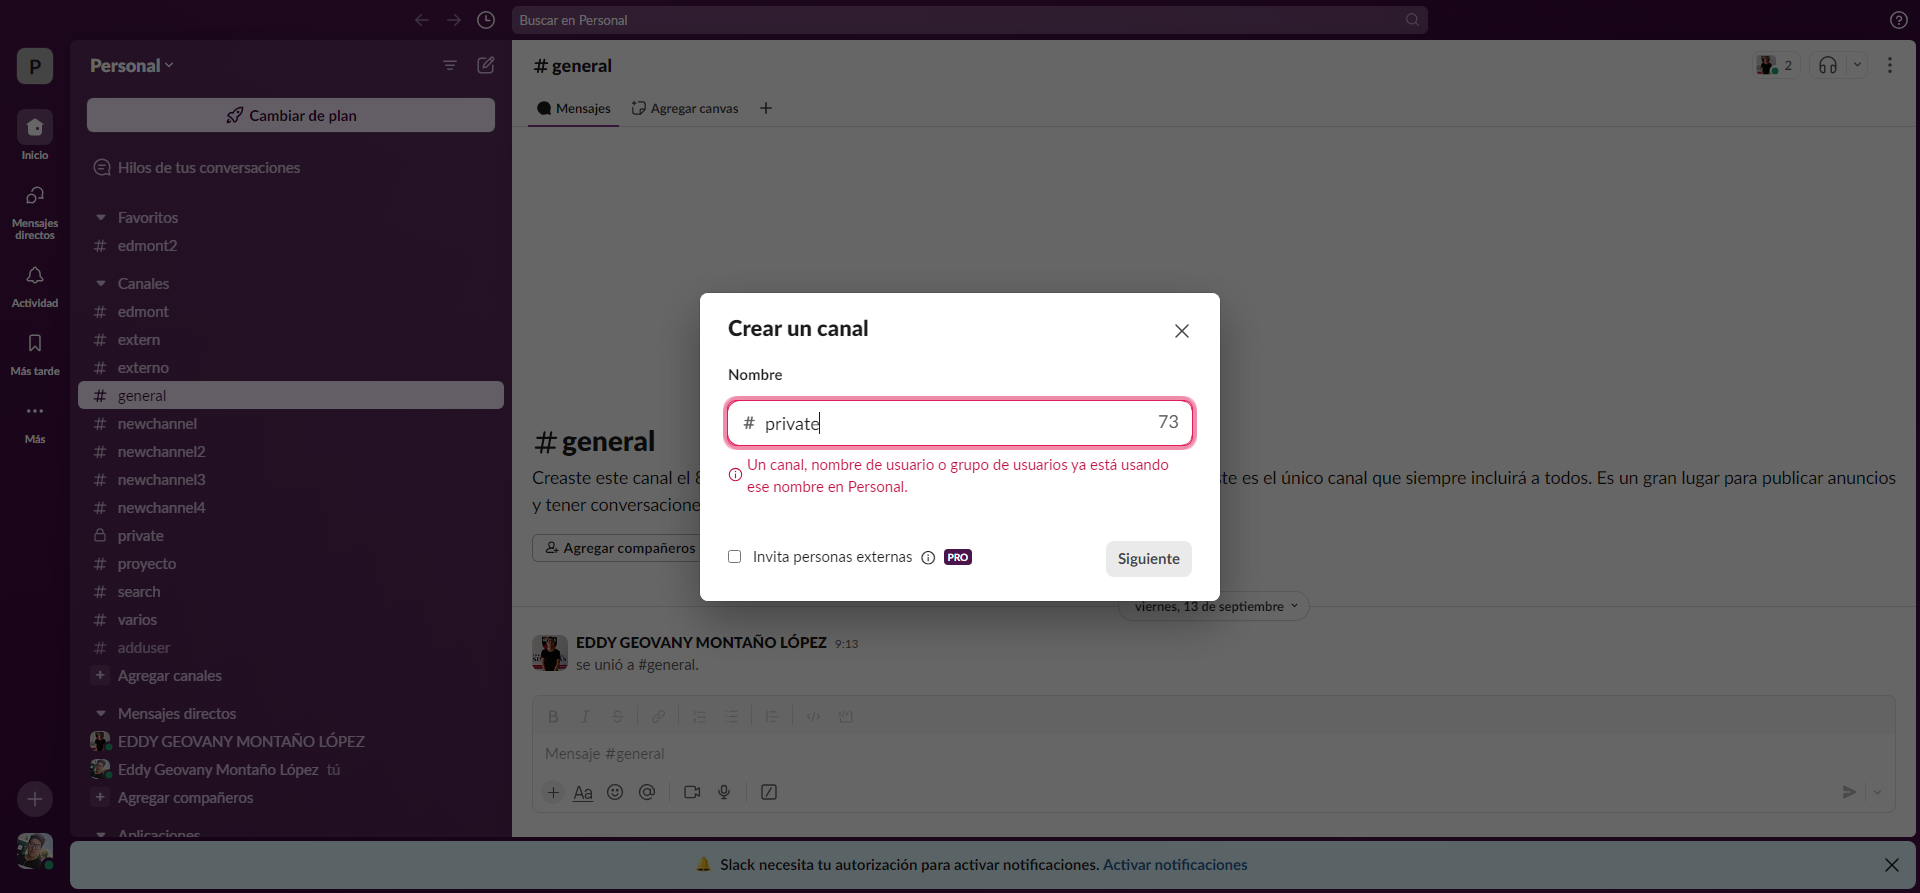 Buscar en Personal
P
Inicio
Mensajes
directos
Actividad
Más tarde
Más
Personal
Cambiar de plan
Hilos de tus conversaciones
Favoritos
# edmont2
Canales
# edmont
# extern
# externo
# general
# newchannel
# newchannel2
# newchannel3
# newchannel4
private
# proyecto
# search
# varios
# adduser
+ Agregar canales
Mensajes directos
EDDY GEOVANY MONTAÑO LÓPEZ
Eddy Geovany Montaño López tú
+ Agregar compañeros
Aplicaciones
# general
2
Mensajes
Agregar canvas
# general
Creaste este canal el
te es el único canal que siempre incluirá a todos. Es un gran lugar para publicar anuncios
y tener conversacione
Agregar compañeros
Crear un canal
Nombre
# private
73
Un canal, nombre de usuario o grupo de usuarios ya está usando
ese nombre en Personal.
Invita personas externas
PRO
Siguiente
viernes, 13 de septiembre
EDDY GEOVANY MONTAÑO LÓPEZ 9:13
se unió a #general.
B I S
Mensaje #general
Aa
Slack necesita tu autorización para activar notificaciones. Activar notificaciones